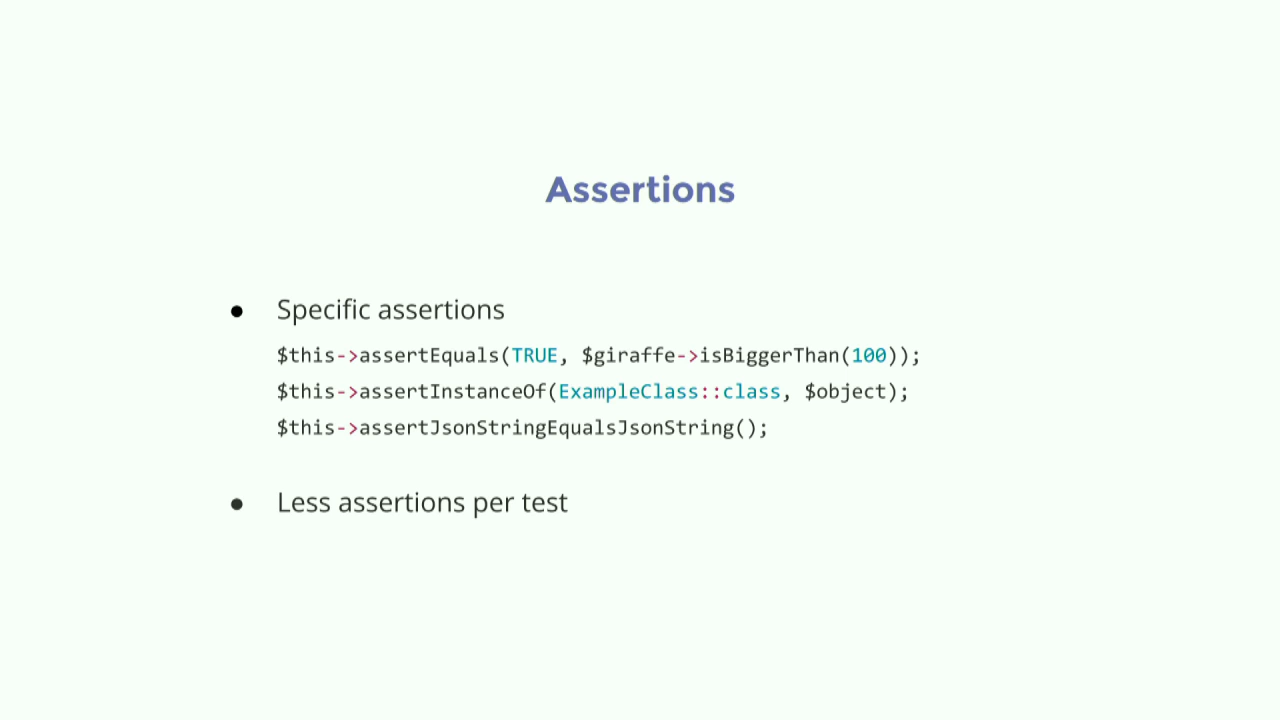 Assertions
● Specific assertions
$this->assertEquals(TRUE, $giraffe->isBiggerThan(100));
$this->assertInstanceOf(ExampleClass::class, $object);
$this->assertJsonStringEqualsJsonString();
● Less assertions per test